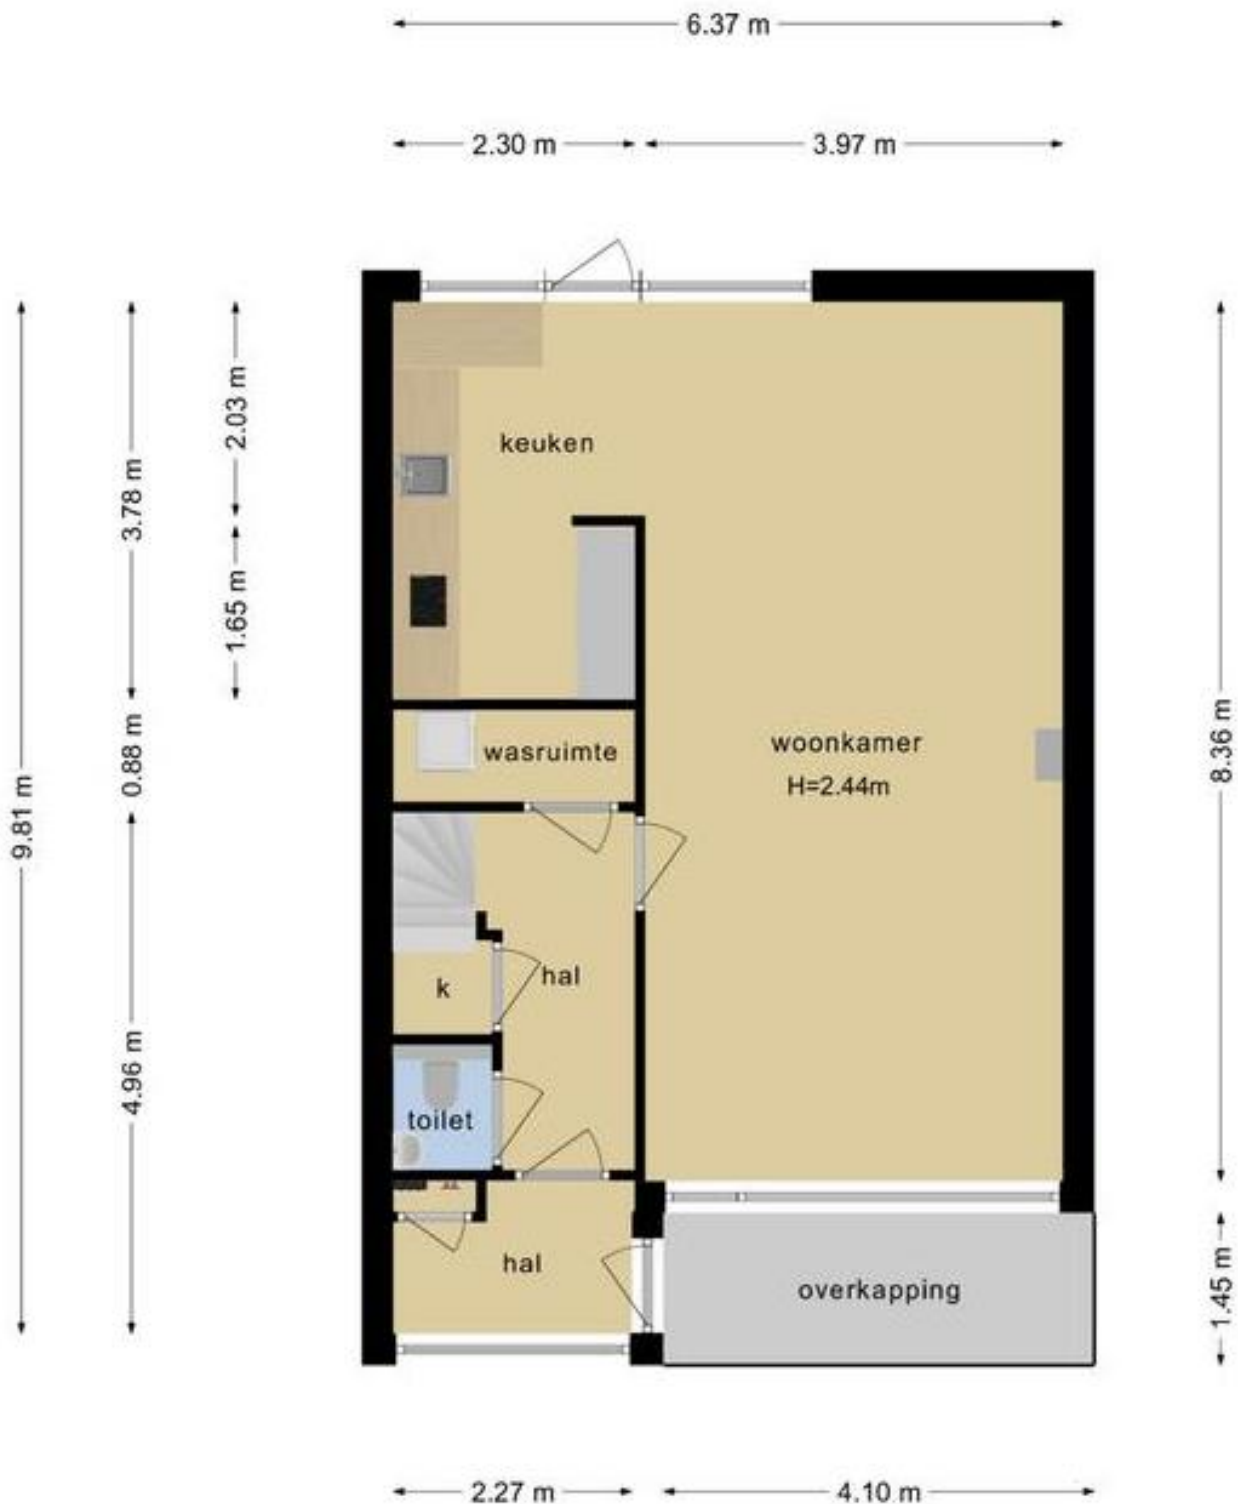 6.37 m
2.30 m
3.97 m
2.03 m
3.78 m
keuken
1.65 m
0.88 m
wasruimte
woonkamer
H=2.44m
8.36 m
9.81 m
hal
k
4.96 m
toilet
hal
overkapping
1.45 m
2.27 m
4.10 m